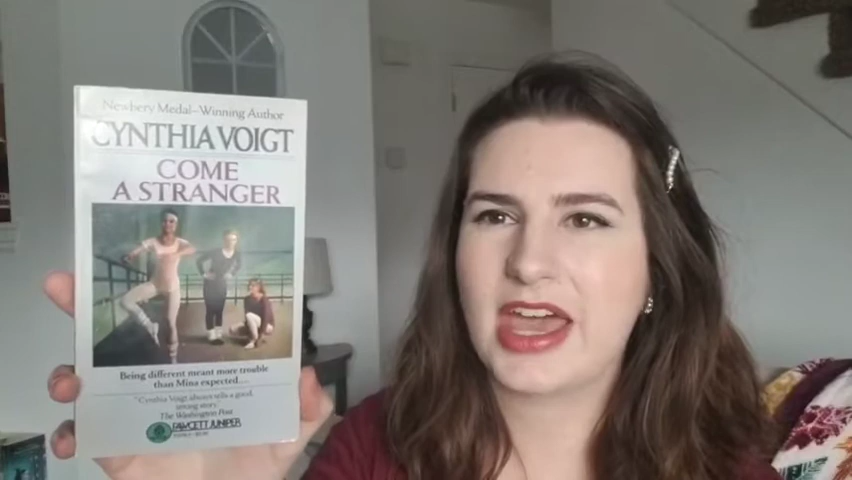 Newbery Medal–Winning Author
CYNTHIA VOIGT
COME
A STRANGER
Being different meant more trouble
than Mina expected....
"Cynthia Voigt always tells a good,
strong story."
The Washington Post
FAWCETT JUNIPER